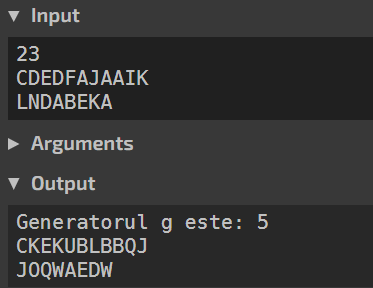 ▼ Input
23
CDEDFAJAAIK
LNDABEKA
▶ Arguments
▼ Output
Generatorul g este: 5
CKEKUBLBBQJ
JOQWAEDW